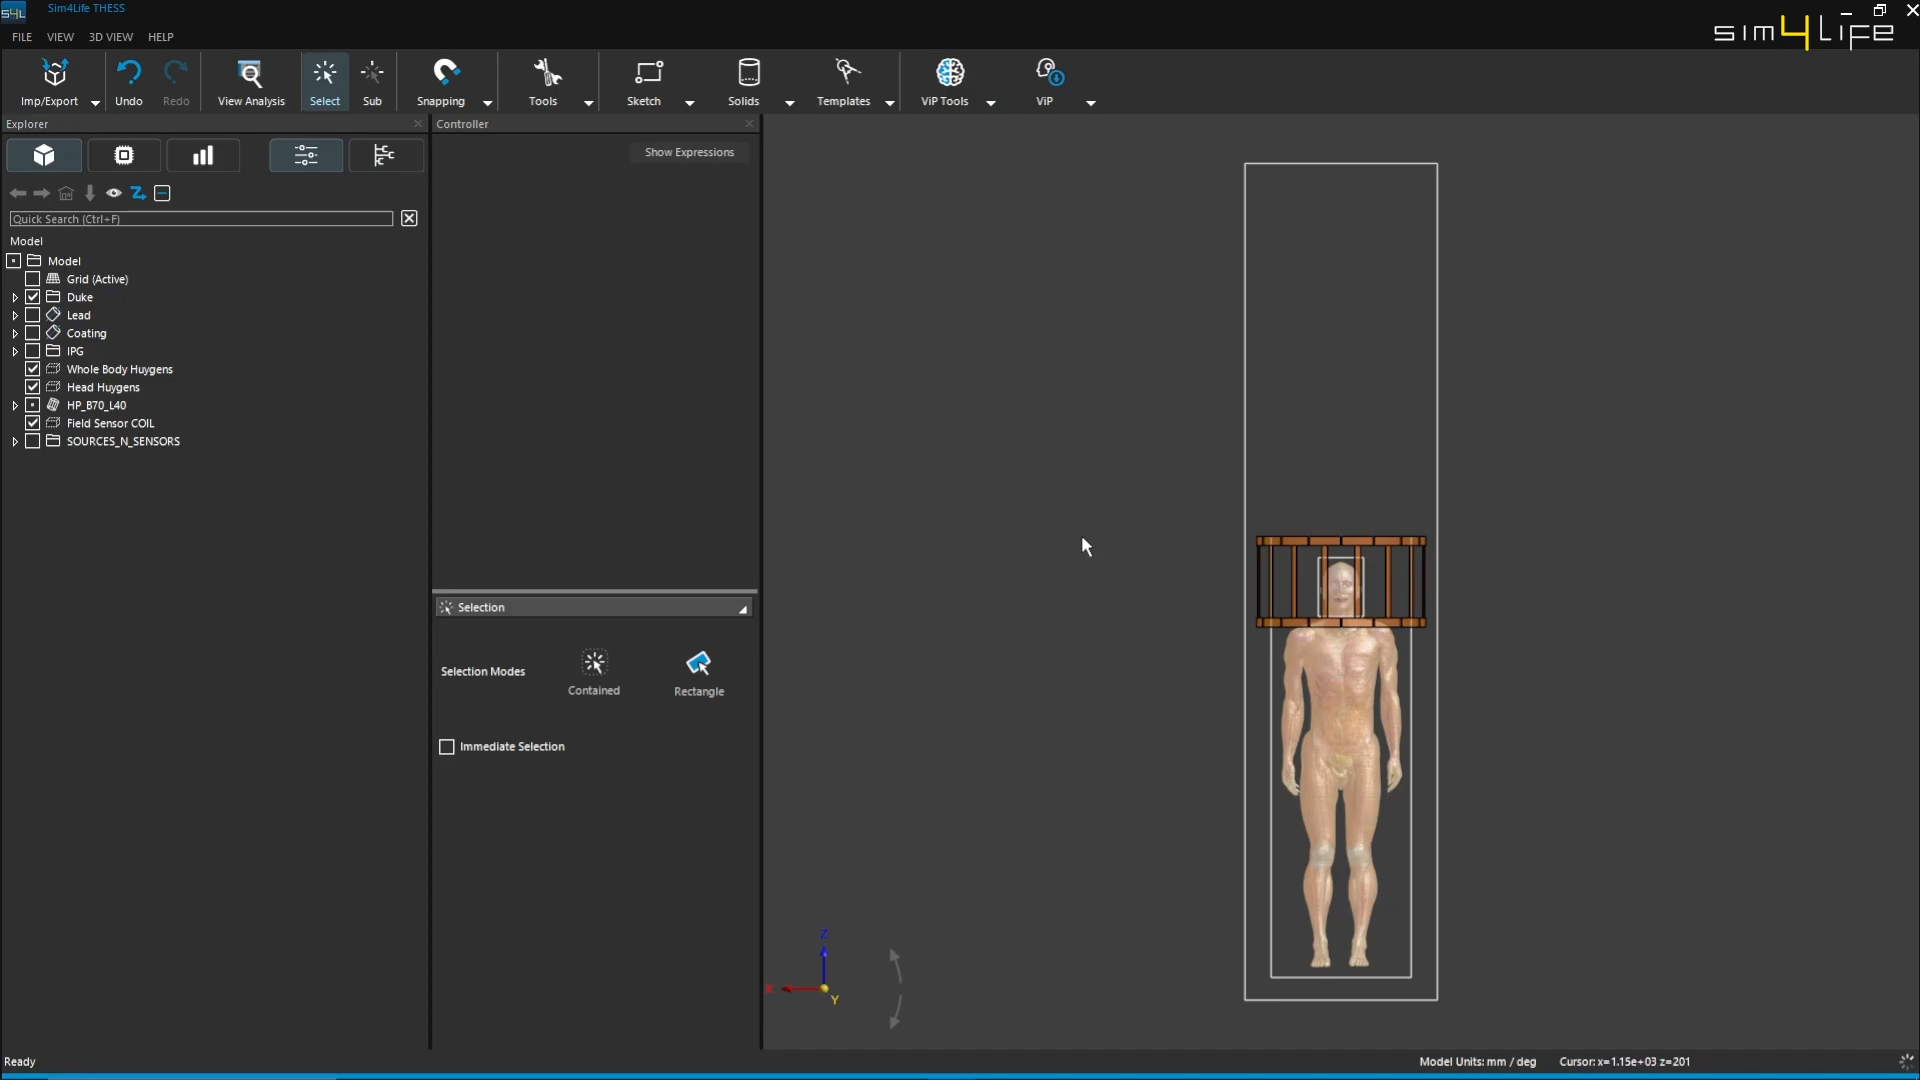 S4L Sim4Life THESS
FILE VIEW 3D VIEW HELP
sim4Life
Imp/Export Undo Redo View Analysis Select Sub Snapping Tools Sketch Solids Templates ViP Tools ViP
Explorer
Controller
Show Expressions
Quick Search (Ctrl+F)
Model
Model
Grid (Active)
Duke
Lead
Coating
IPG
Whole Body Huygens
Head Huygens
HP_B70_L40
Field Sensor COIL
SOURCES_N_SENSORS
Selection
Selection Modes
Contained
Rectangle
Immediate Selection
Z
X
Y
Ready
Model Units: mm / deg
Cursor: x=1.15e+03 z=201